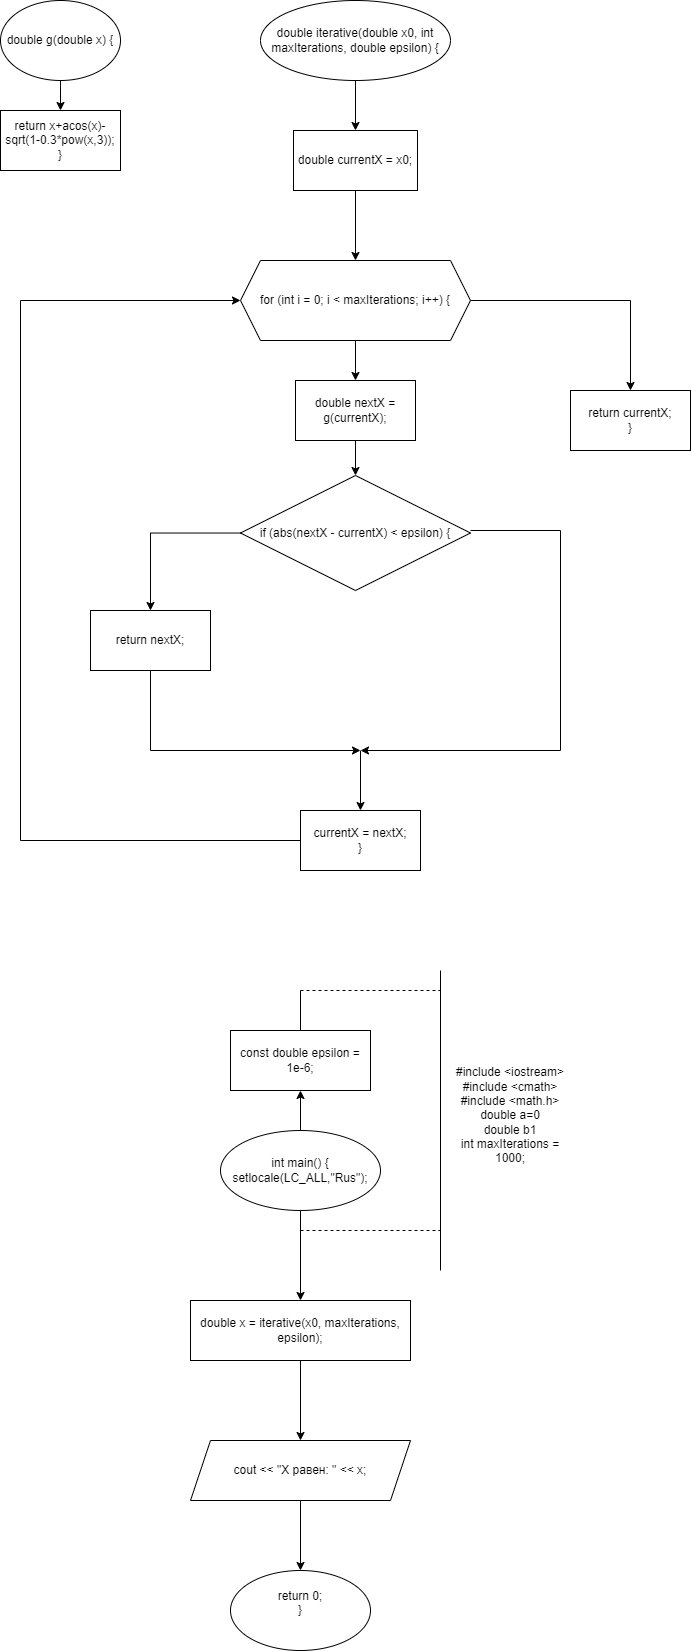 double g(double x) {
return x+acos(x)-
sqrt(1-0.3*pow(x,3));
}
double iterative(double x0, int
maxIterations, double epsilon) {
double currentX = x0;
for (int i = 0; i < maxIterations; i++) {
double nextX =
g(currentX);
return currentX;
}
if (abs(nextX - currentX) < epsilon) {
return nextX;
currentX = nextX;
}
const double epsilon =
1e-6;
int main() {
setlocale(LC_ALL,"Rus");
#include <iostream>
#include <cmath>
#include <math.h>
double a=0
double b1
int maxIterations =
1000;
double x = iterative(x0, maxIterations,
epsilon);
cout << "X равен: " << x;
return 0;
}